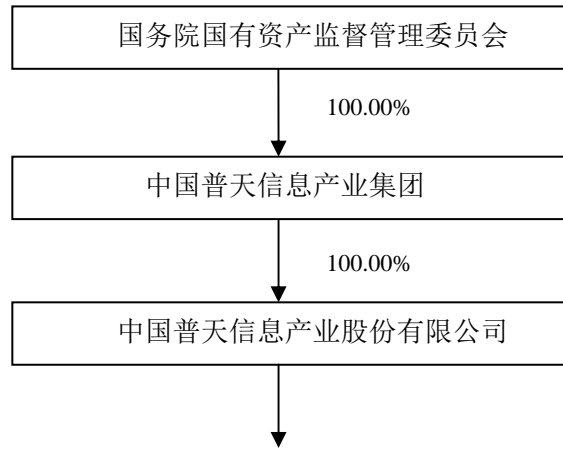 国务院国有资产监督管理委员会
100.00%
中国普天信息产业集团
100.00%
中国普天信息产业股份有限公司